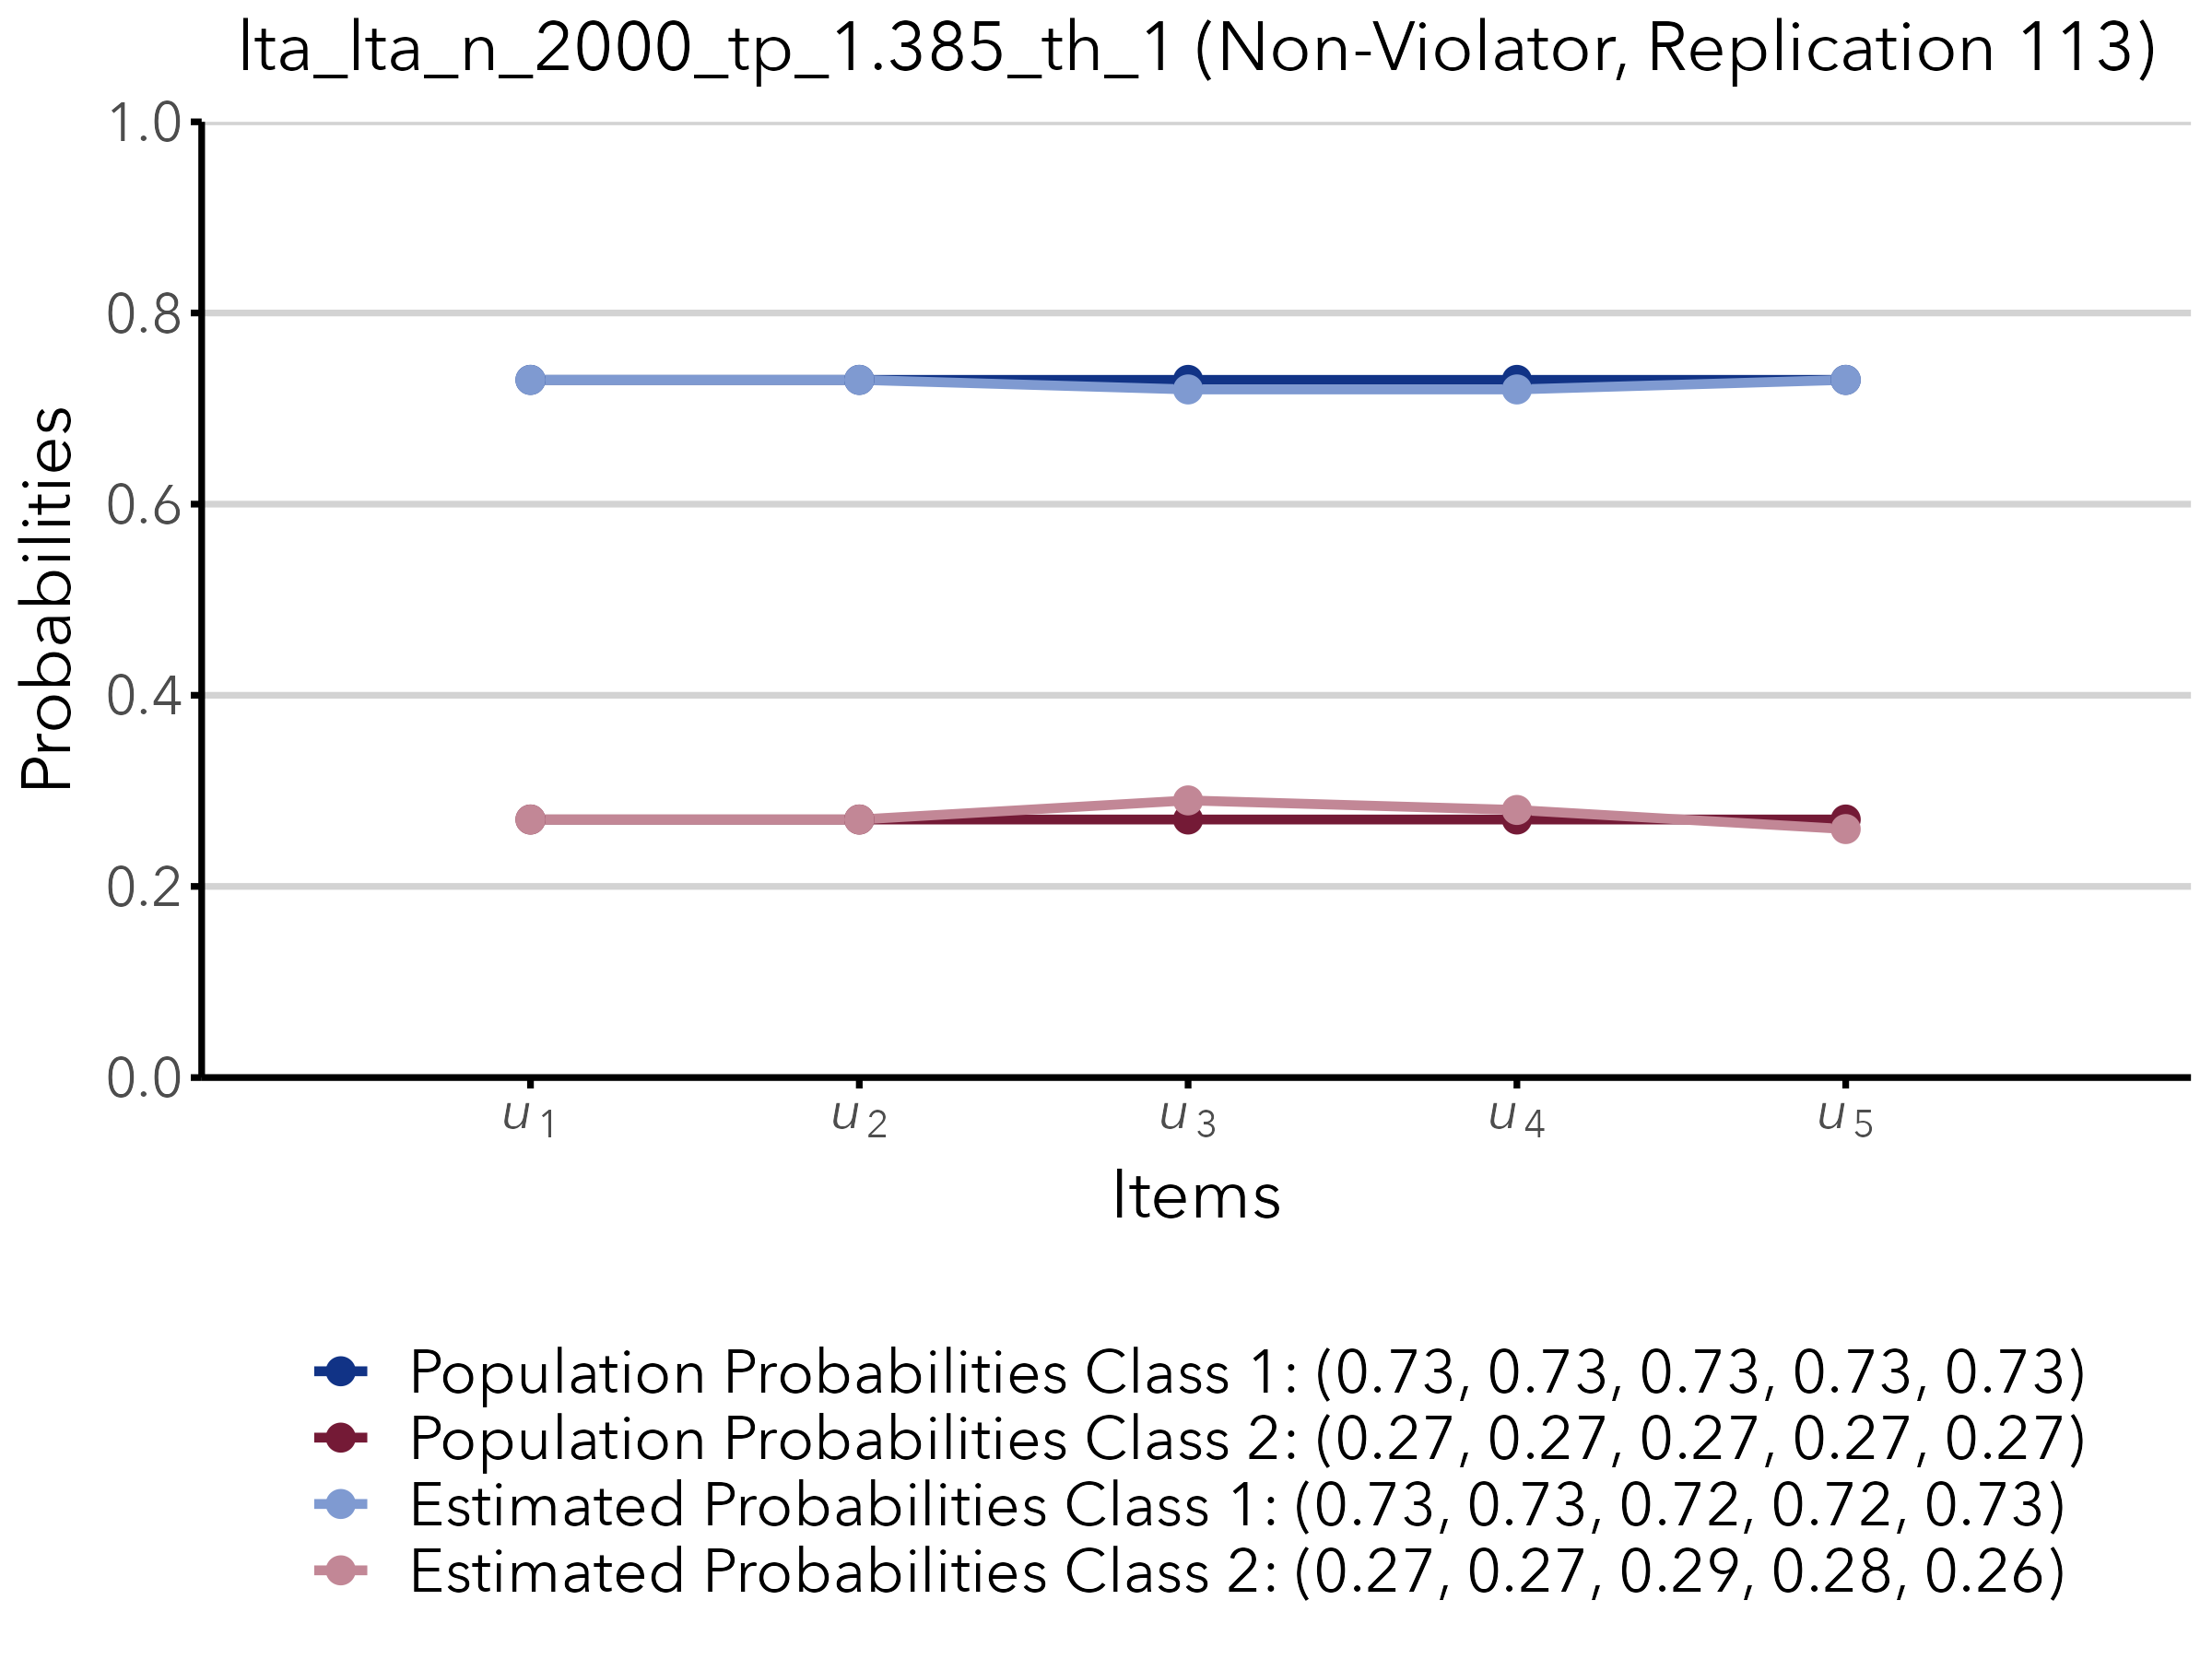 lta_lta_n_2000_tp_1.385_th_1 (Non-Violator, Replication 113)
1.0
0.8
0.6
0.4
0.2
0.0
Probabilities
u1
u2
u3
u4
u5
Items
Population Probabilities Class 1: (0.73, 0.73, 0.73, 0.73, 0.73)
Population Probabilities Class 2: (0.27, 0.27, 0.27, 0.27, 0.27)
Estimated Probabilities Class 1: (0.73, 0.73, 0.72, 0.72, 0.73)
Estimated Probabilities Class 2: (0.27, 0.27, 0.29, 0.28, 0.26)